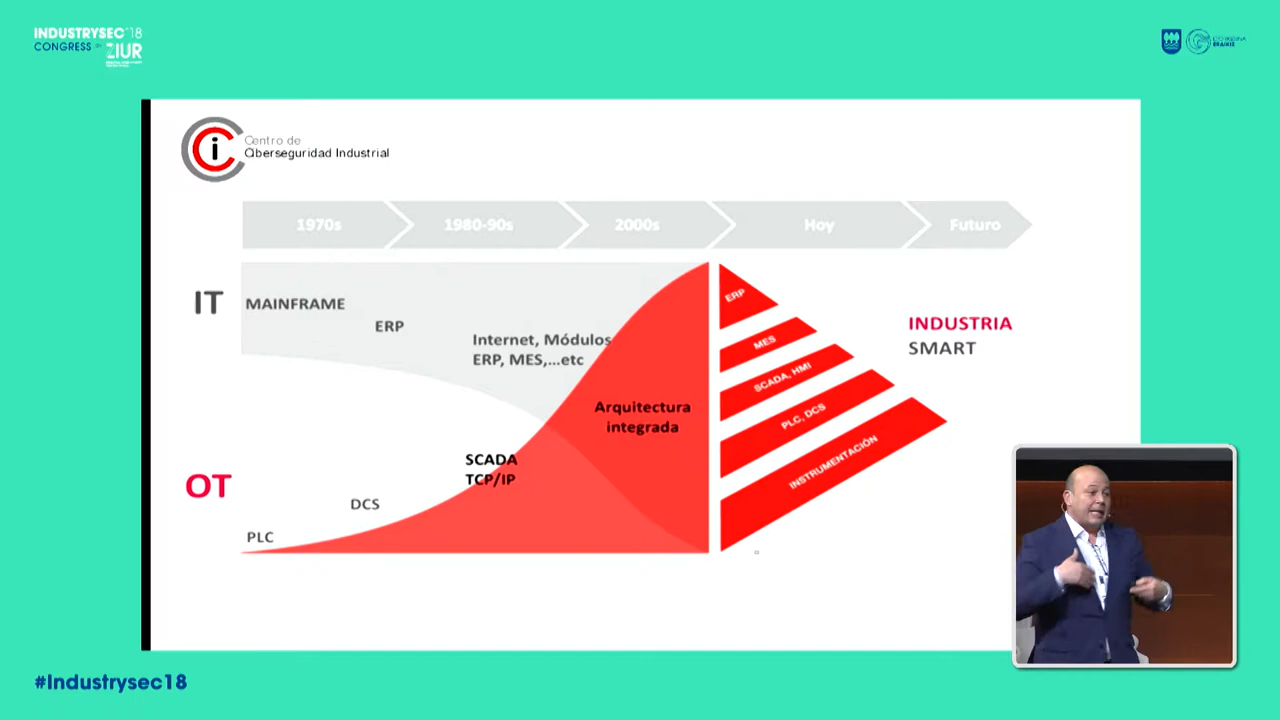 INDUSTRYSEC'18
CONGRESS BY ZIUR
Centro de
Ciberseguridad Industrial
1970s
1980-90s
2000s
Hoy
Futuro
IT
MAINFRAME
ERP
Internet, Módulos
ERP, MES,...etc
Arquitectura
integrada
OT
SCADA
TCP/IP
DCS
PLC
ERP
MES
SCADA, HMI
PLC, DCS
INSTRUMENTACIÓN
INDUSTRIA
SMART
#Industrysec18